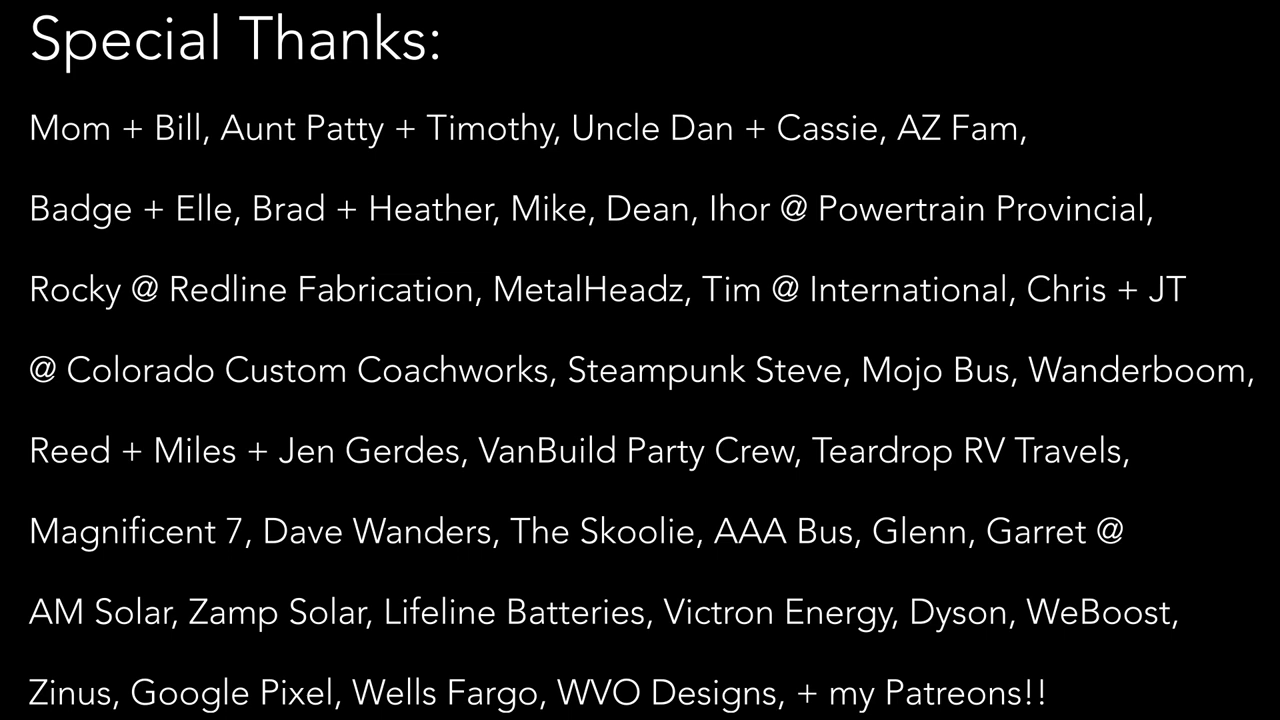 Special Thanks:
Mom + Bill, Aunt Patty + Timothy, Uncle Dan + Cassie, AZ Fam,
Badge + Elle, Brad + Heather, Mike, Dean, Ihor @ Powertrain Provincial,
Rocky @ Redline Fabrication, MetalHeadz, Tim @ International, Chris + JT
@ Colorado Custom Coachworks, Steampunk Steve, Mojo Bus, Wanderboom,
Reed + Miles + Jen Gerdes, VanBuild Party Crew, Teardrop RV Travels,
Magnificent 7, Dave Wanders, The Skoolie, AAA Bus, Glenn, Garret @
AM Solar, Zamp Solar, Lifeline Batteries, Victron Energy, Dyson, WeBoost,
Zinus, Google Pixel, Wells Fargo, WVO Designs, + my Patreons!!